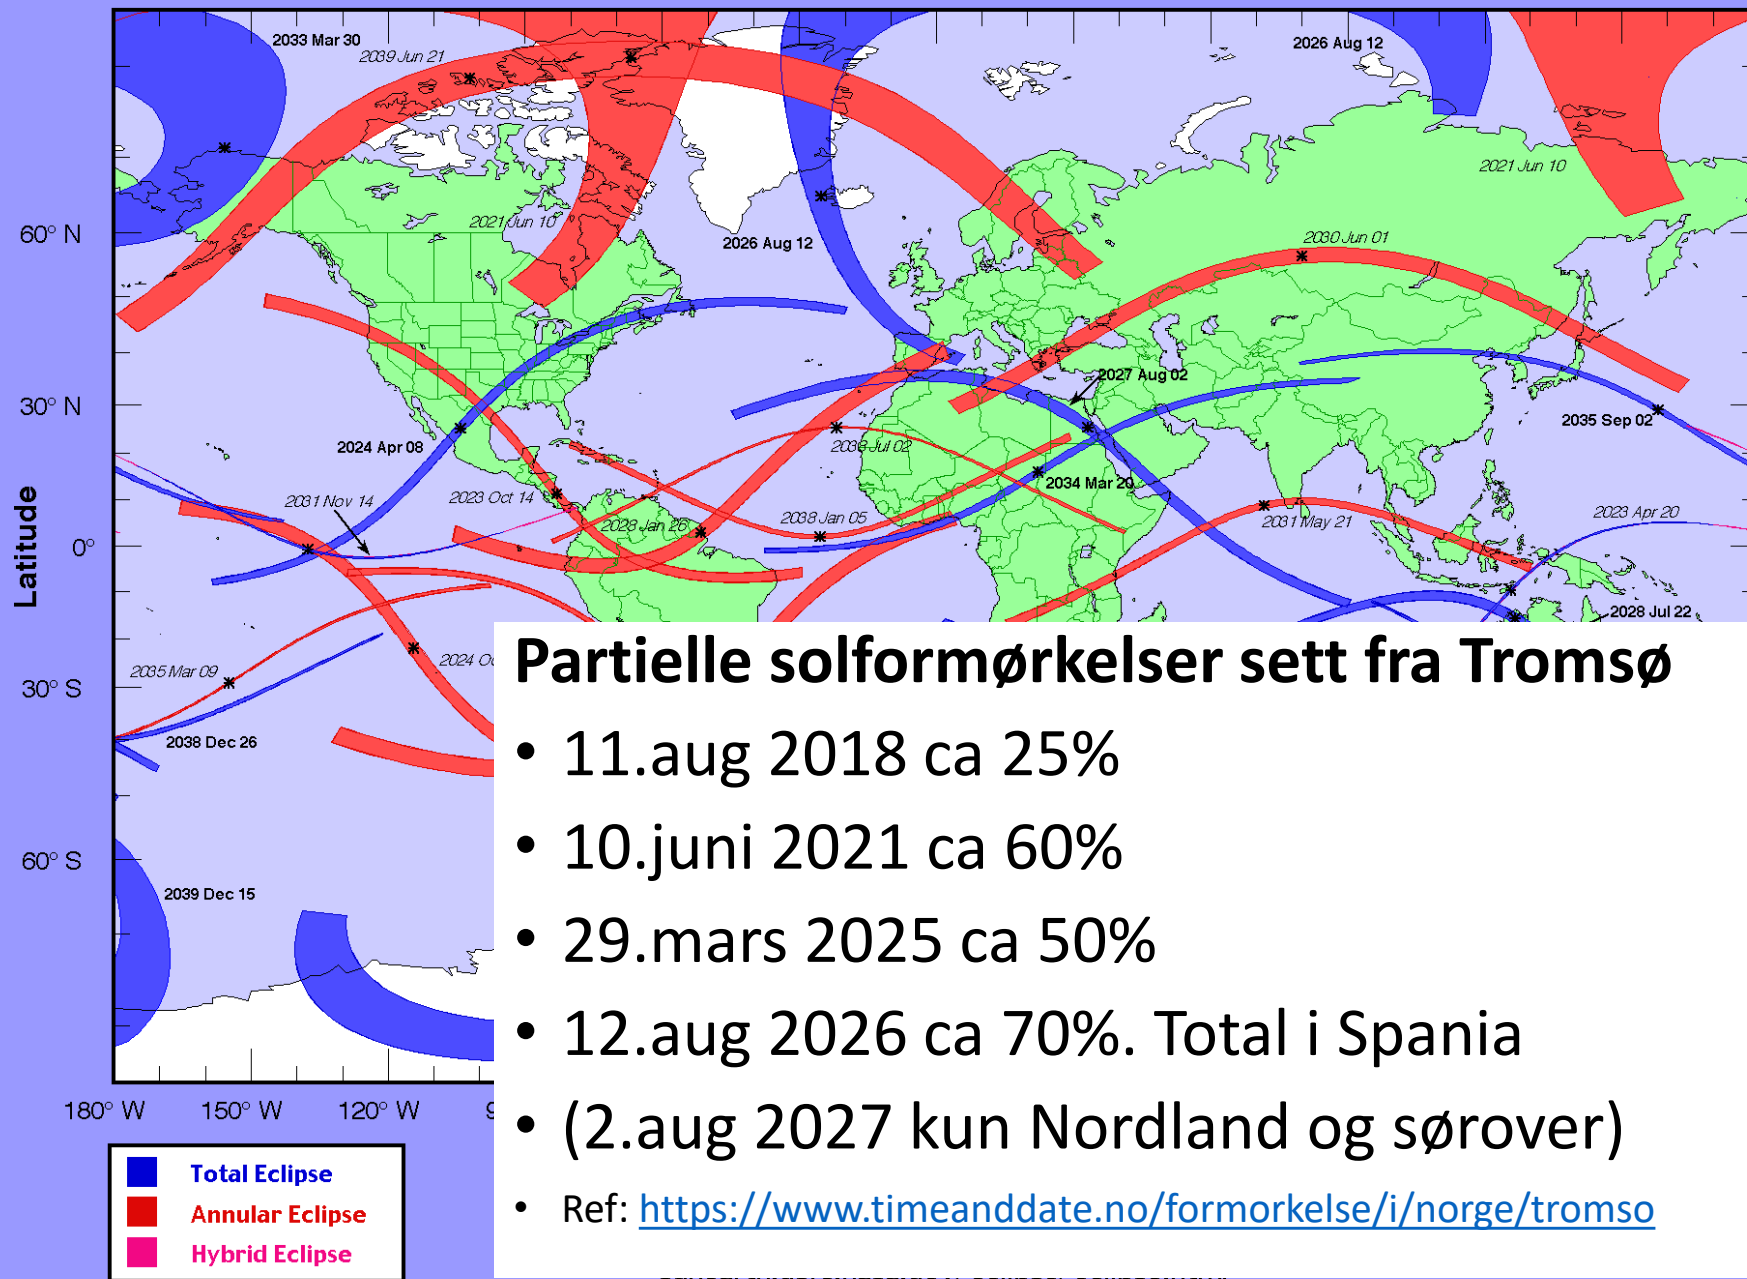 2033 Mar 30
2039 Jun 21
2026 Aug 12
2021 Jun 10
2021 Jun 10
60° N
2026 Aug 12
2030 Jun 01
2027 Aug 02
30° N
2035 Sep 02
2024 Apr 08
2038 Jul 02
2034 Mar 20
2031 Nov 14
2023 Oct 14
2028 Jan 26
2038 Jan 05
2031 May 21
2023 Apr 20
Latitude
0°
2028 Jul 22
2035 Mar 09
2024 Oc
30° S
2038 Dec 26
60° S
2039 Dec 15
180° W
150° W
120° W
9
Total Eclipse
Annular Eclipse
Hybrid Eclipse
Partielle solformørkelser sett fra Tromsø
• 11.aug 2018 ca 25%
• 10.juni 2021 ca 60%
• 29.mars 2025 ca 50%
• 12.aug 2026 ca 70%. Total i Spania
• (2.aug 2027 kun Nordland og sørover)
• Ref: https://www.timeanddate.no/formorkelse/i/norge/tromso